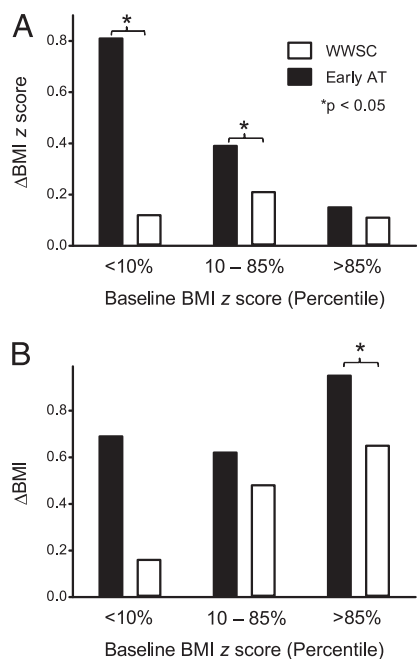 A
ΔBMI z score
0.8
0.6
0.4
0.2
0.0
*
*
WWSC
Early AT
*p < 0.05
<10%
10 – 85%
>85%
Baseline BMI z score (Percentile)
B
ΔBMI
0.8
0.6
0.4
0.2
0.0
*
<10%
10 – 85%
>85%
Baseline BMI z score (Percentile)